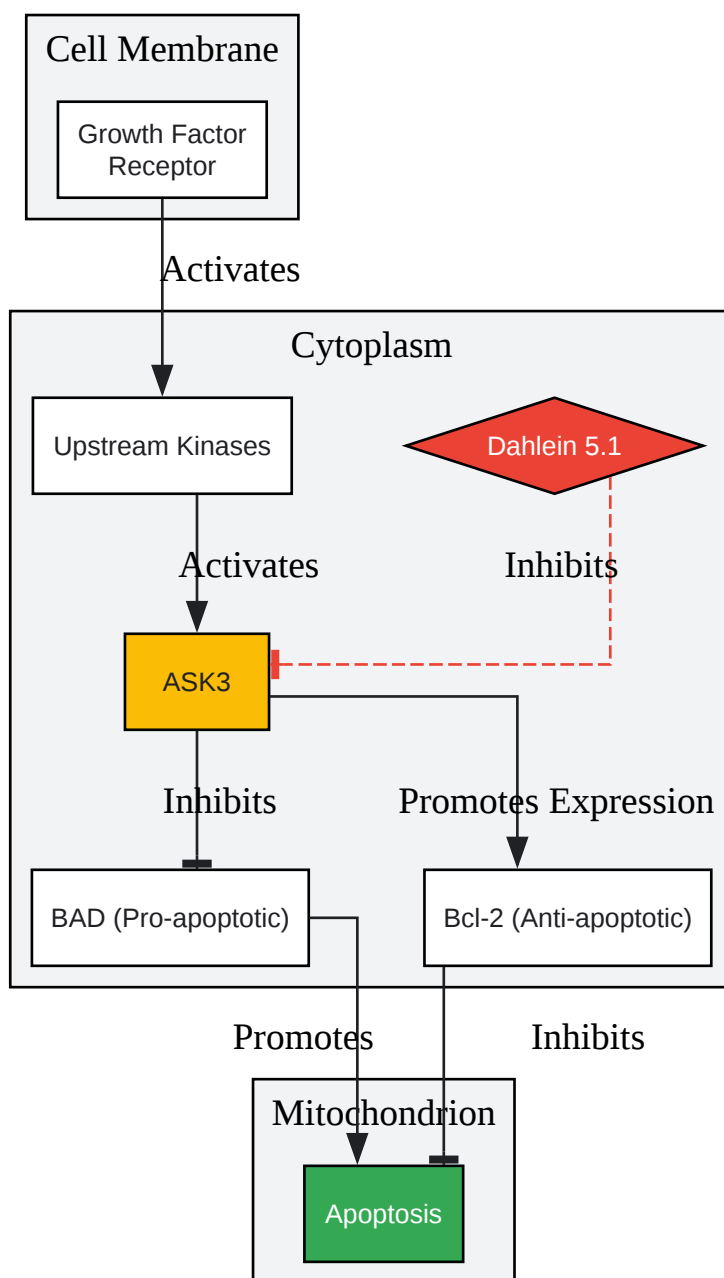 Cell Membrane
Growth Factor
Receptor
Activates
Cytoplasm
Upstream Kinases
Dahlein 5.1
Activates
Inhibits
ASK3
Inhibits
Promotes Expression
BAD (Pro-apoptotic)
Bcl-2 (Anti-apoptotic)
Promotes
Inhibits
Mitochondrion
Apoptosis